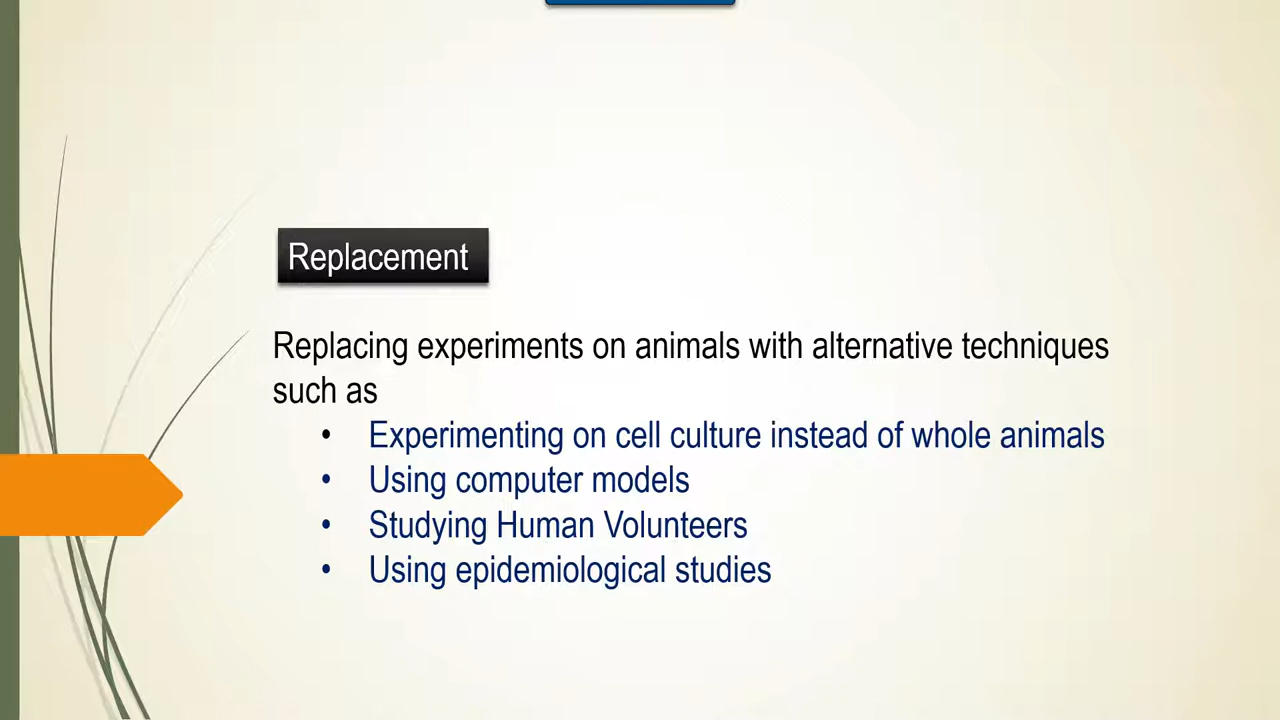 Replacement
Replacing experiments on animals with alternative techniques
such as
• Experimenting on cell culture instead of whole animals
• Using computer models
• Studying Human Volunteers
• Using epidemiological studies